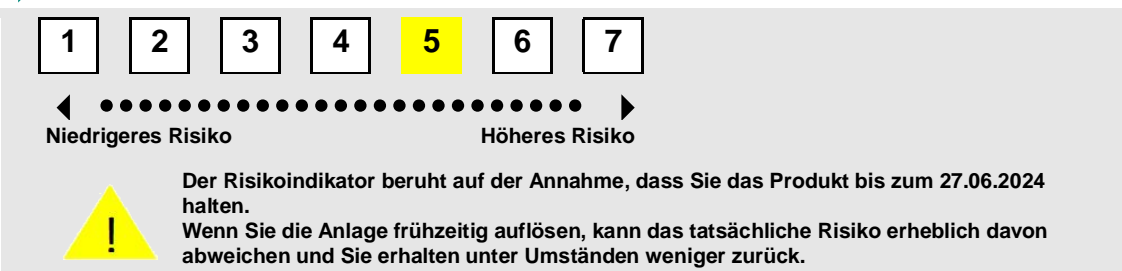 1 2 3 4 5 6 7
Niedrigeres Risiko Höheres Risiko
! Der Risikoindikator beruht auf der Annahme, dass Sie das Produkt bis zum 27.06.2024
halten.
Wenn Sie die Anlage frühzeitig auflösen, kann das tatsächliche Risiko erheblich davon
abweichen und Sie erhalten unter Umständen weniger zurück.